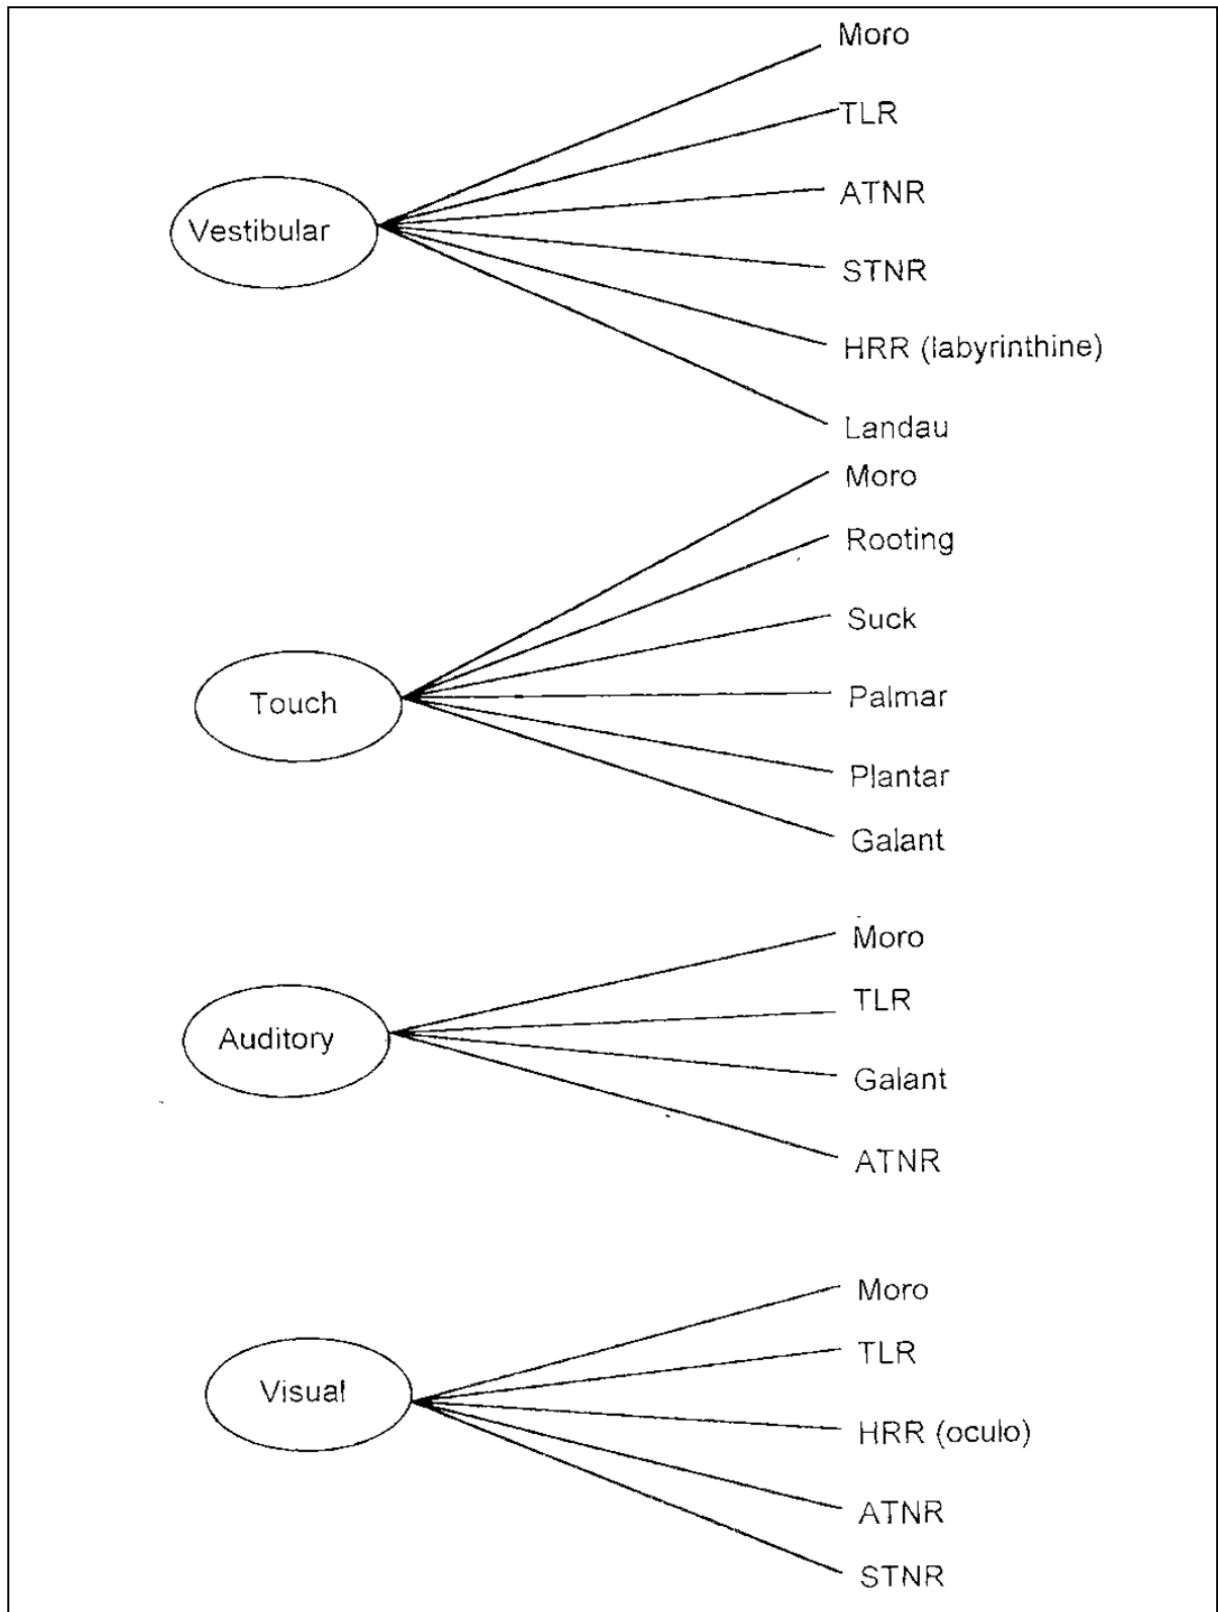 Moro
TLR
ATNR
Vestibular
STNR
HRR (labyrinthine)
Landau
Moro
Rooting
Suck
Touch
Palmar
Plantar
Galant
Moro
TLR
Auditory
Galant
ATNR
Moro
TLR
Visual
HRR (oculo)
ATNR
STNR